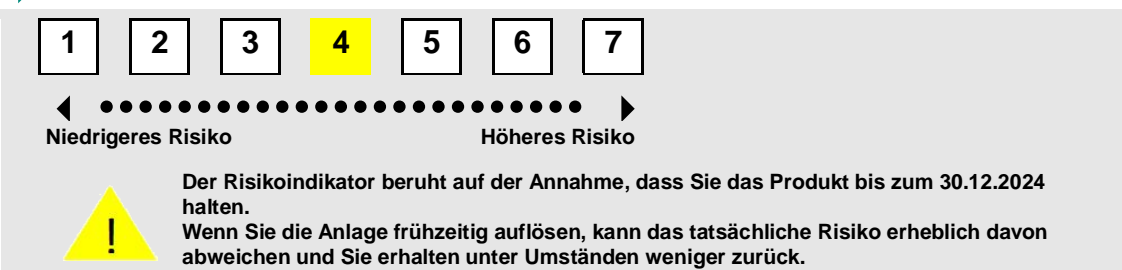 1 2 3 4 5 6 7
Niedrigeres Risiko Höheres Risiko
Der Risikoindikator beruht auf der Annahme, dass Sie das Produkt bis zum 30.12.2024
halten.
!
Wenn Sie die Anlage frühzeitig auflösen, kann das tatsächliche Risiko erheblich davon
abweichen und Sie erhalten unter Umständen weniger zurück.